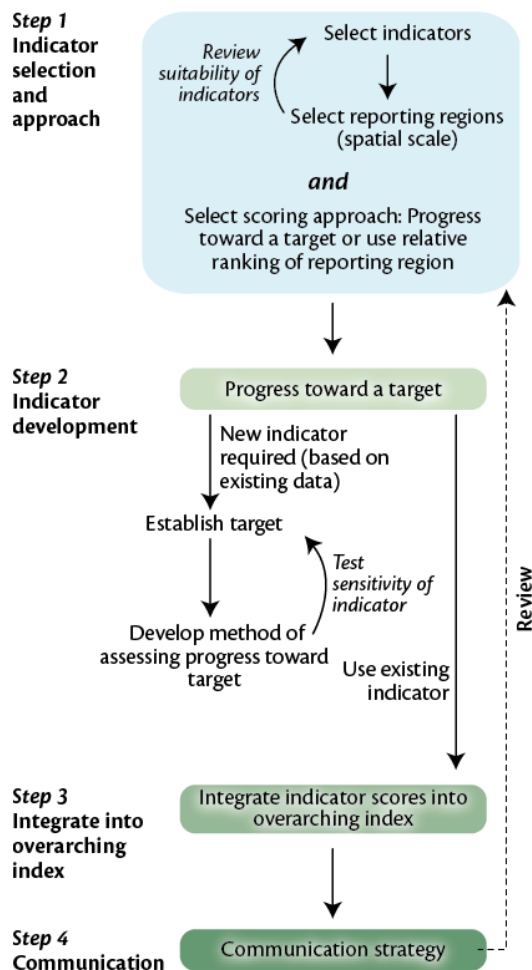 Step 1
Indicator
selection
and
approach
Select indicators
Review
suitability of
indicators
Select reporting regions
(spatial scale)
and
Select scoring approach: Progress
toward a target or use relative
ranking of reporting region
Step 2
Indicator
development
Progress toward a target
New indicator
required (based on
existing data)
Establish target
Test
sensitivity of
indicator
Develop method of
assessing progress toward
target
Use existing
indicator
Review
Step 3
Integrate into
overarching
index
Integrate indicator scores into
overarching index
Step 4
Communication
Communication strategy